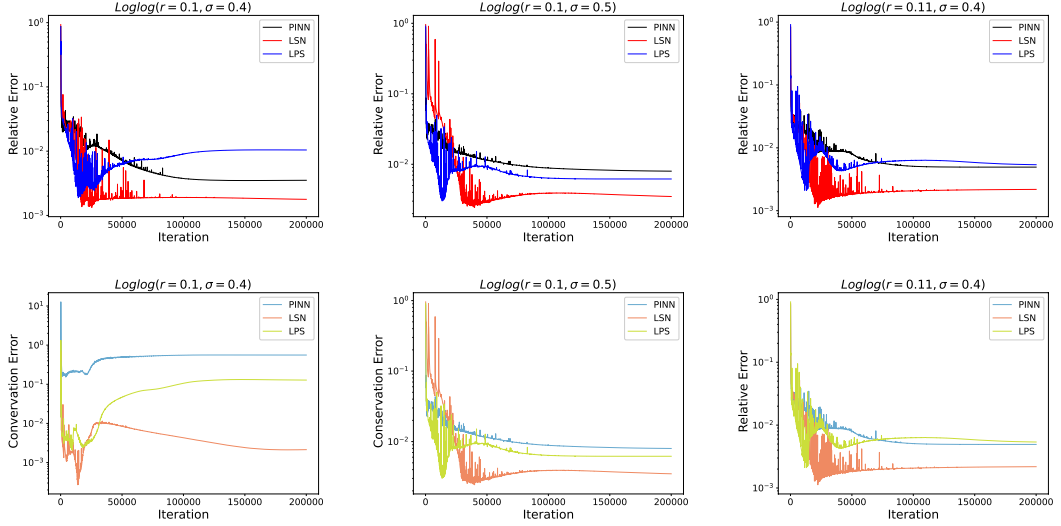 Loglog(r = 0.1, σ = 0.4)
Relative Error
10⁰
10⁻¹
10⁻²
10⁻³
PINN
LSN
LPS
0 50000 100000 150000 200000
Iteration
Loglog(r = 0.1, σ = 0.5)
Relative Error
10⁰
10⁻¹
10⁻²
PINN
LSN
LPS
0 50000 100000 150000 200000
Iteration
Loglog(r = 0.11, σ = 0.4)
Relative Error
10⁰
10⁻¹
10⁻²
10⁻³
PINN
LSN
LPS
0 50000 100000 150000 200000
Iteration
Loglog(r = 0.1, σ = 0.4)
Convervation Error
10¹
10⁰
10⁻¹
10⁻²
10⁻³
PINN
LSN
LPS
0 50000 100000 150000 200000
Iteration
Loglog(r = 0.1, σ = 0.5)
Conservation Error
10⁰
10⁻¹
10⁻²
PINN
LSN
LPS
0 50000 100000 150000 200000
Iteration
Loglog(r = 0.11, σ = 0.4)
Relative Error
10⁰
10⁻¹
10⁻²
10⁻³
PINN
LSN
LPS
0 50000 100000 150000 200000
Iteration